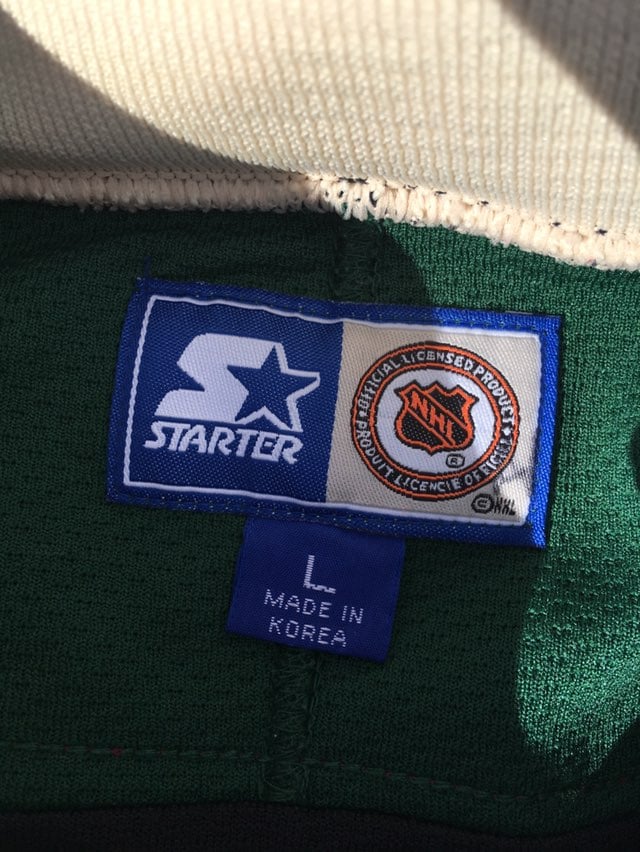 STARTER
OFFICIAL LICENSED PRODUCT
NHL
®
PRODUIT LICENCIE OFFICIEL
© NHL
L
MADE IN
KOREA